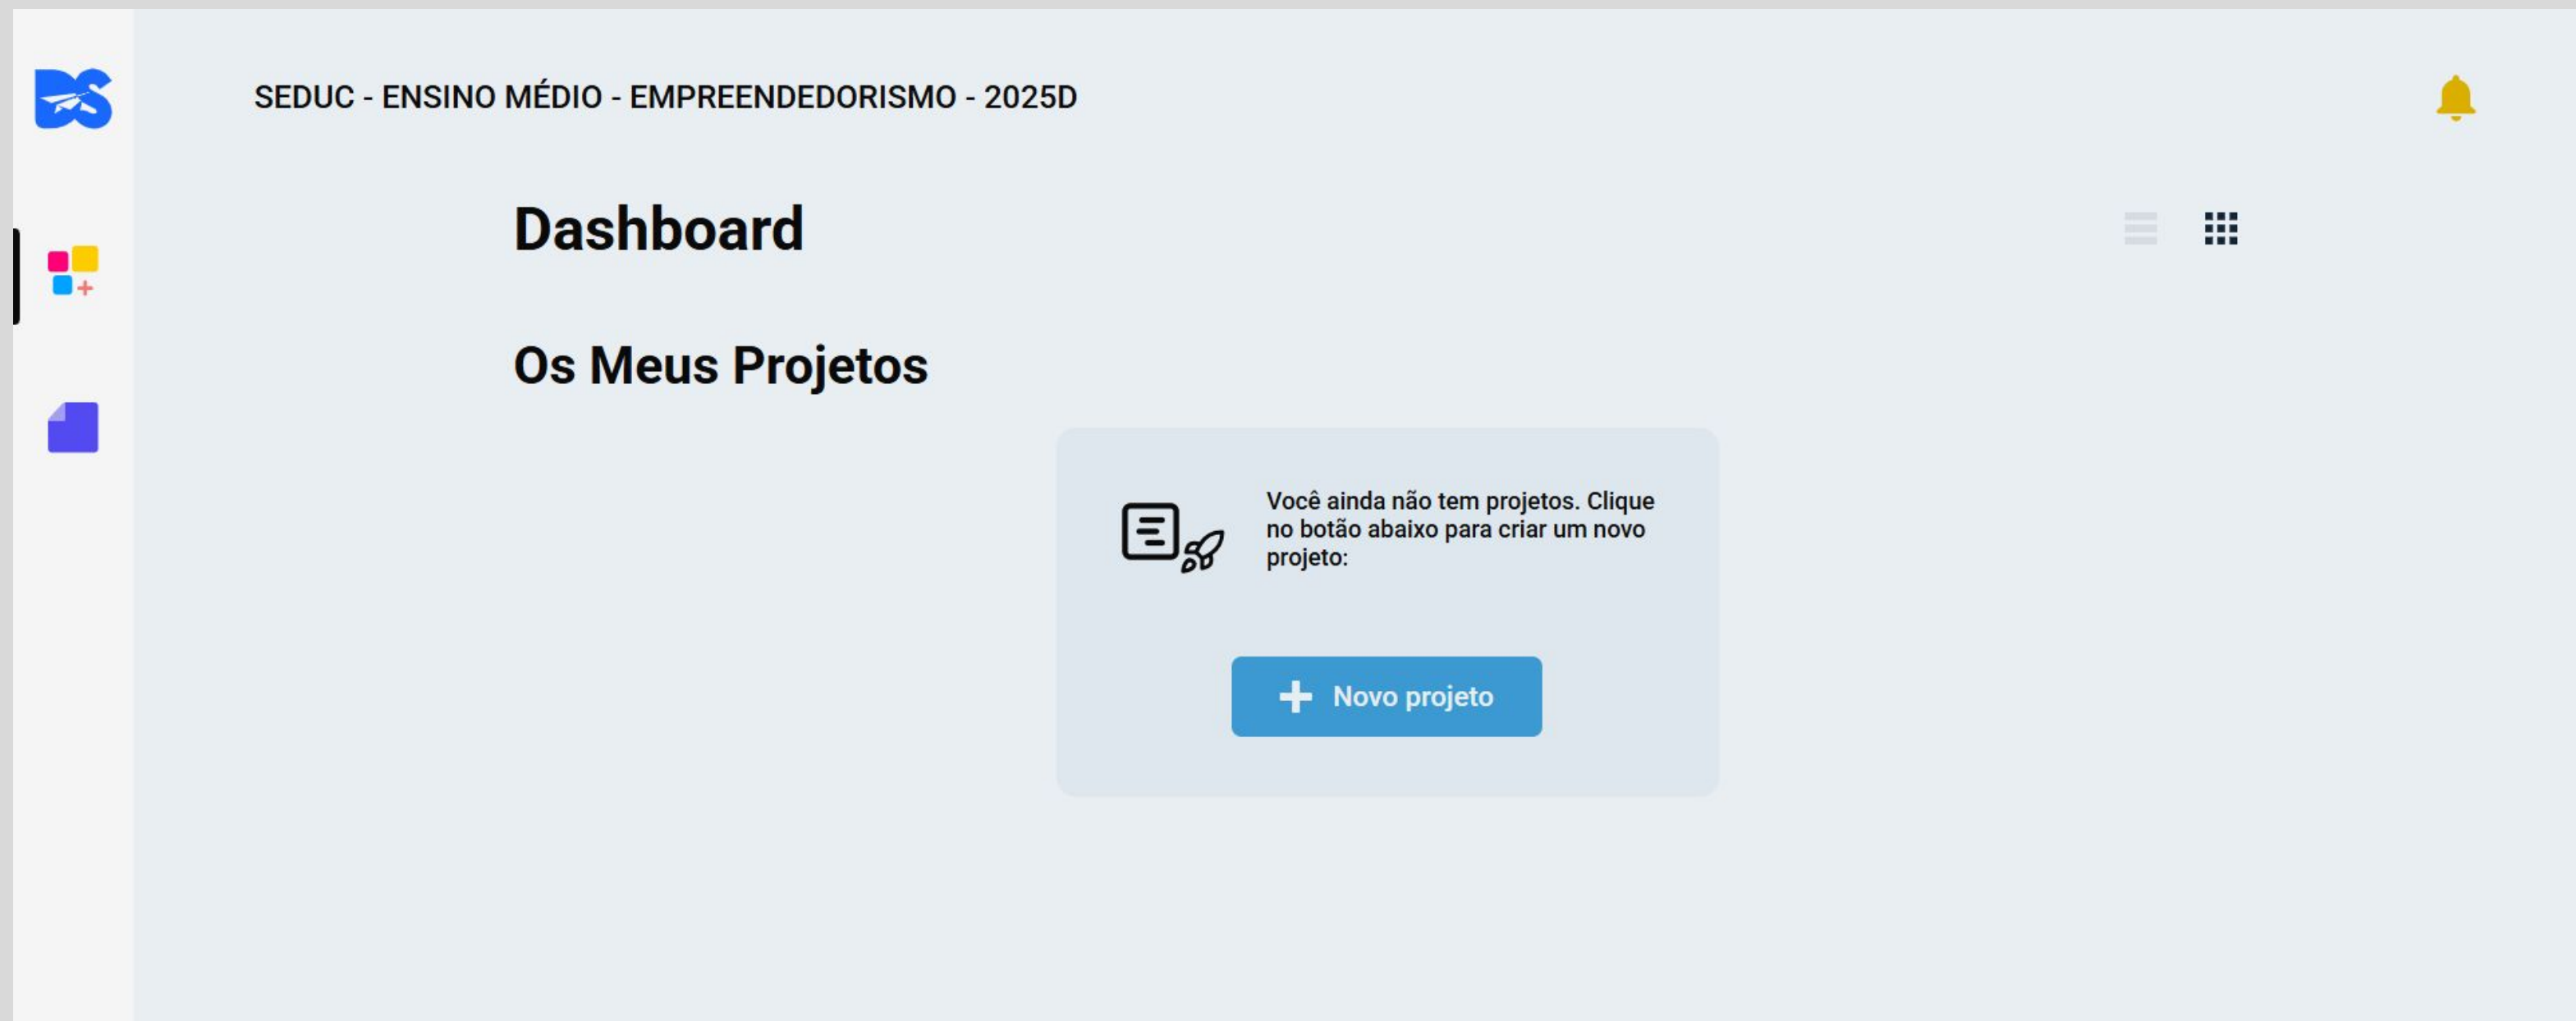 DS
SEDUC - ENSINO MÉDIO - EMPREENDEDORISMO - 2025D
Dashboard
Os Meus Projetos
Você ainda não tem projetos. Clique
no botão abaixo para criar um novo
projeto:
Novo projeto